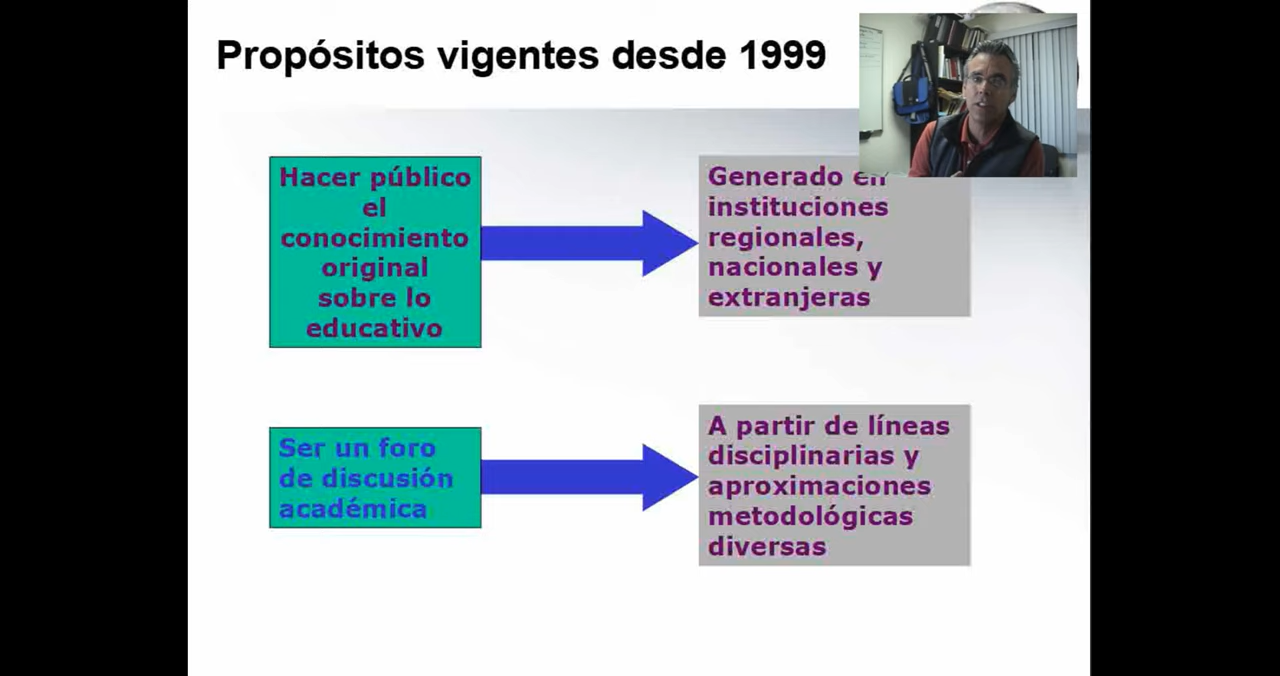 Propósitos vigentes desde 1999
Hacer público
el
conocimiento
original
sobre lo
educativo
Generado en
instituciones
regionales,
nacionales y
extranjeras
Ser un foro
de discusión
académica
A partir de líneas
disciplinarias y
aproximaciones
metodológicas
diversas